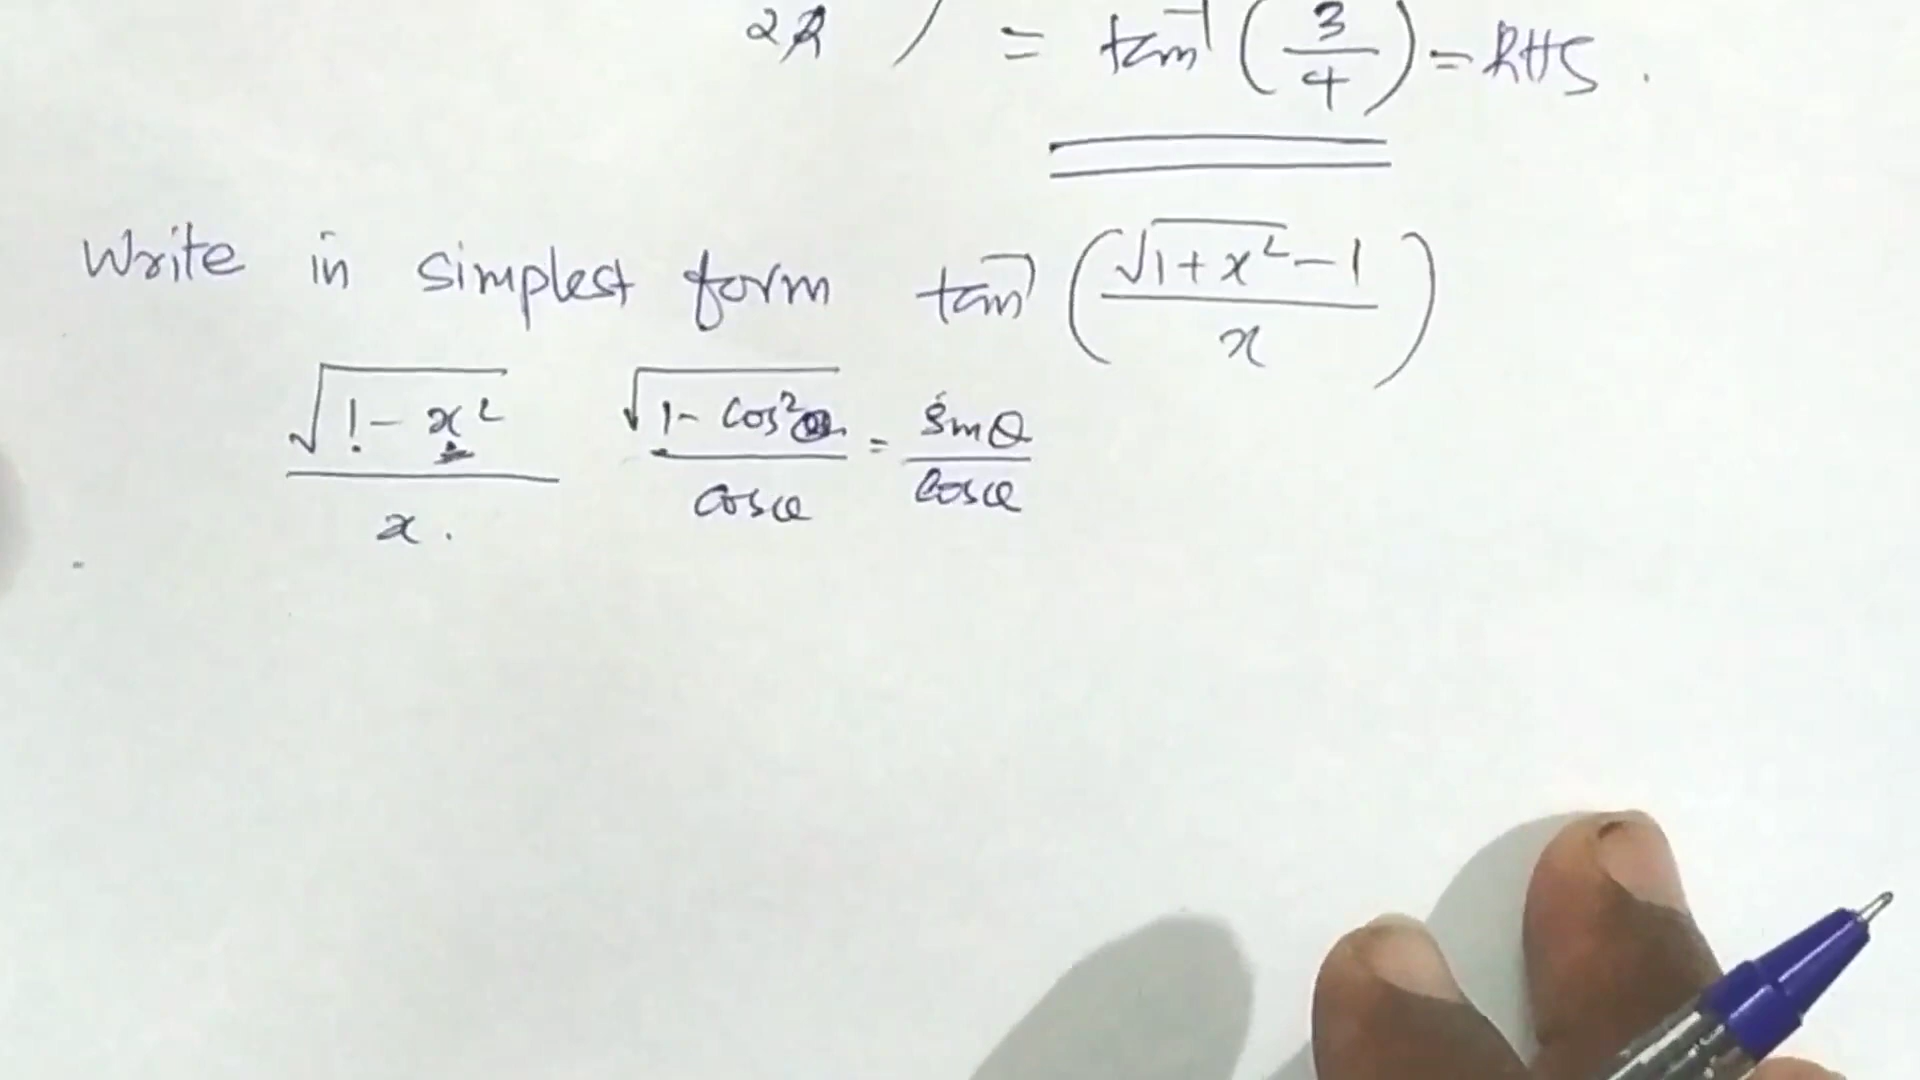 = tan⁻¹ (3/4) = RHS.
Write in simplest form tan⁻¹ (√1+x² - 1 / x)
√1-x² / x. √1-cos²θ / cosθ = sinθ / cosθ